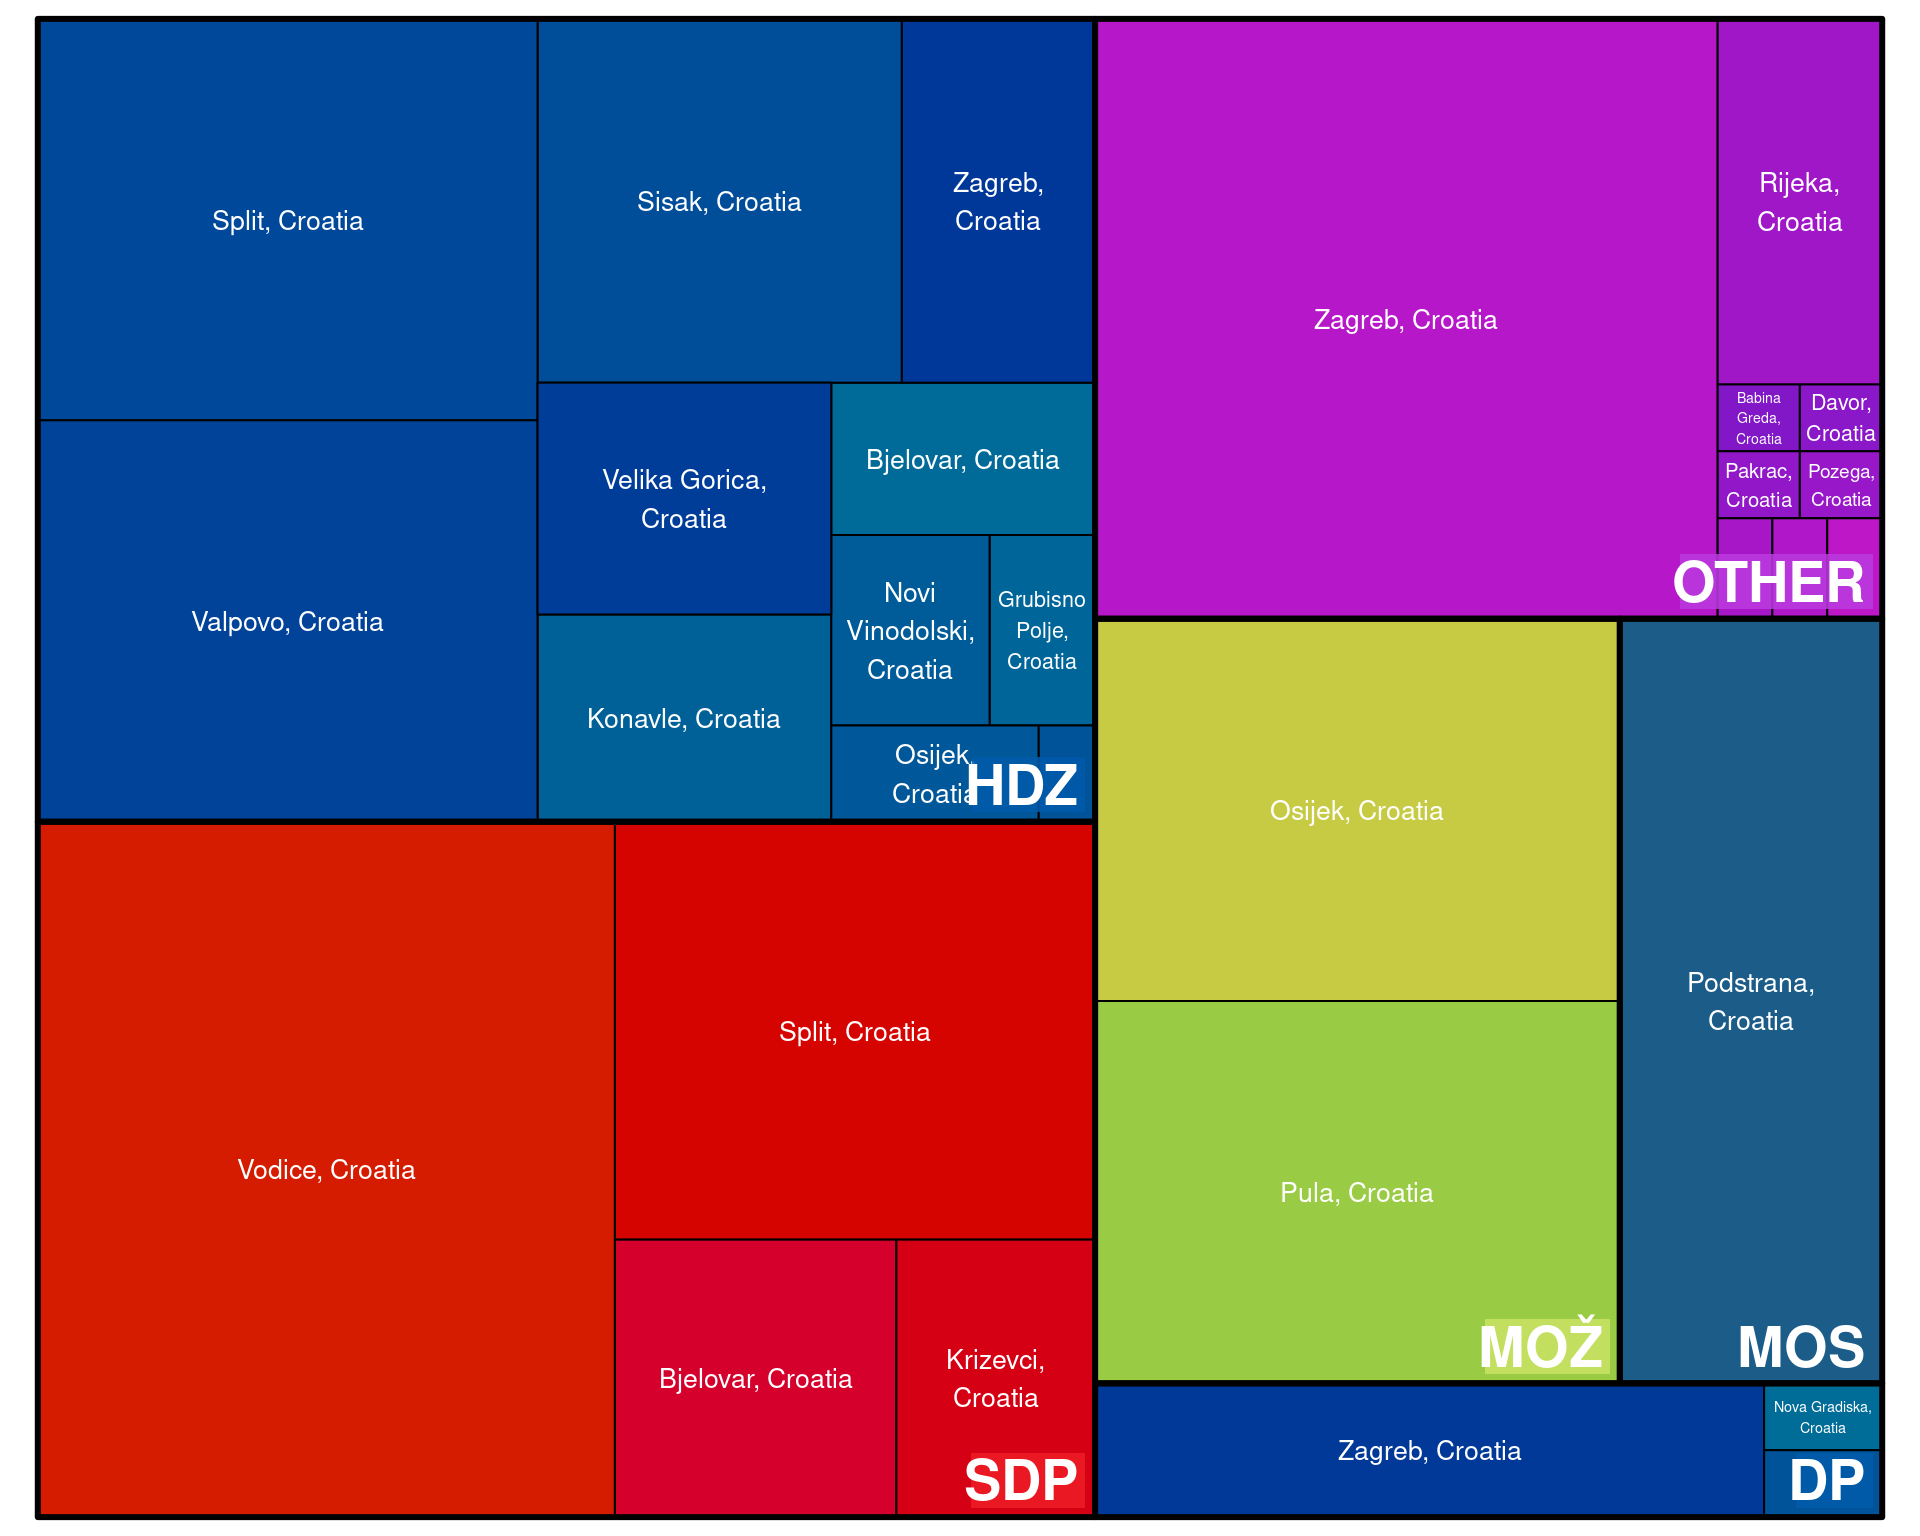 Split, Croatia
Sisak, Croatia
Zagreb,
Croatia
Valpovo, Croatia
Velika Gorica,
Croatia
Bjelovar, Croatia
Novi
Vinodolski,
Croatia
Grubisno
Polje,
Croatia
Konavle, Croatia
Osijek,
Croatia
HDZ
Vodice, Croatia
Split, Croatia
Bjelovar, Croatia
Krizevci,
Croatia
SDP
Zagreb, Croatia
Rijeka,
Croatia
Babina
Greda,
Croatia
Davor,
Croatia
Pakrac,
Croatia
Pozega,
Croatia
OTHER
Osijek, Croatia
Pula, Croatia
MOŽ
Podstrana,
Croatia
MOS
Zagreb, Croatia
Nova Gradiska,
Croatia
DP